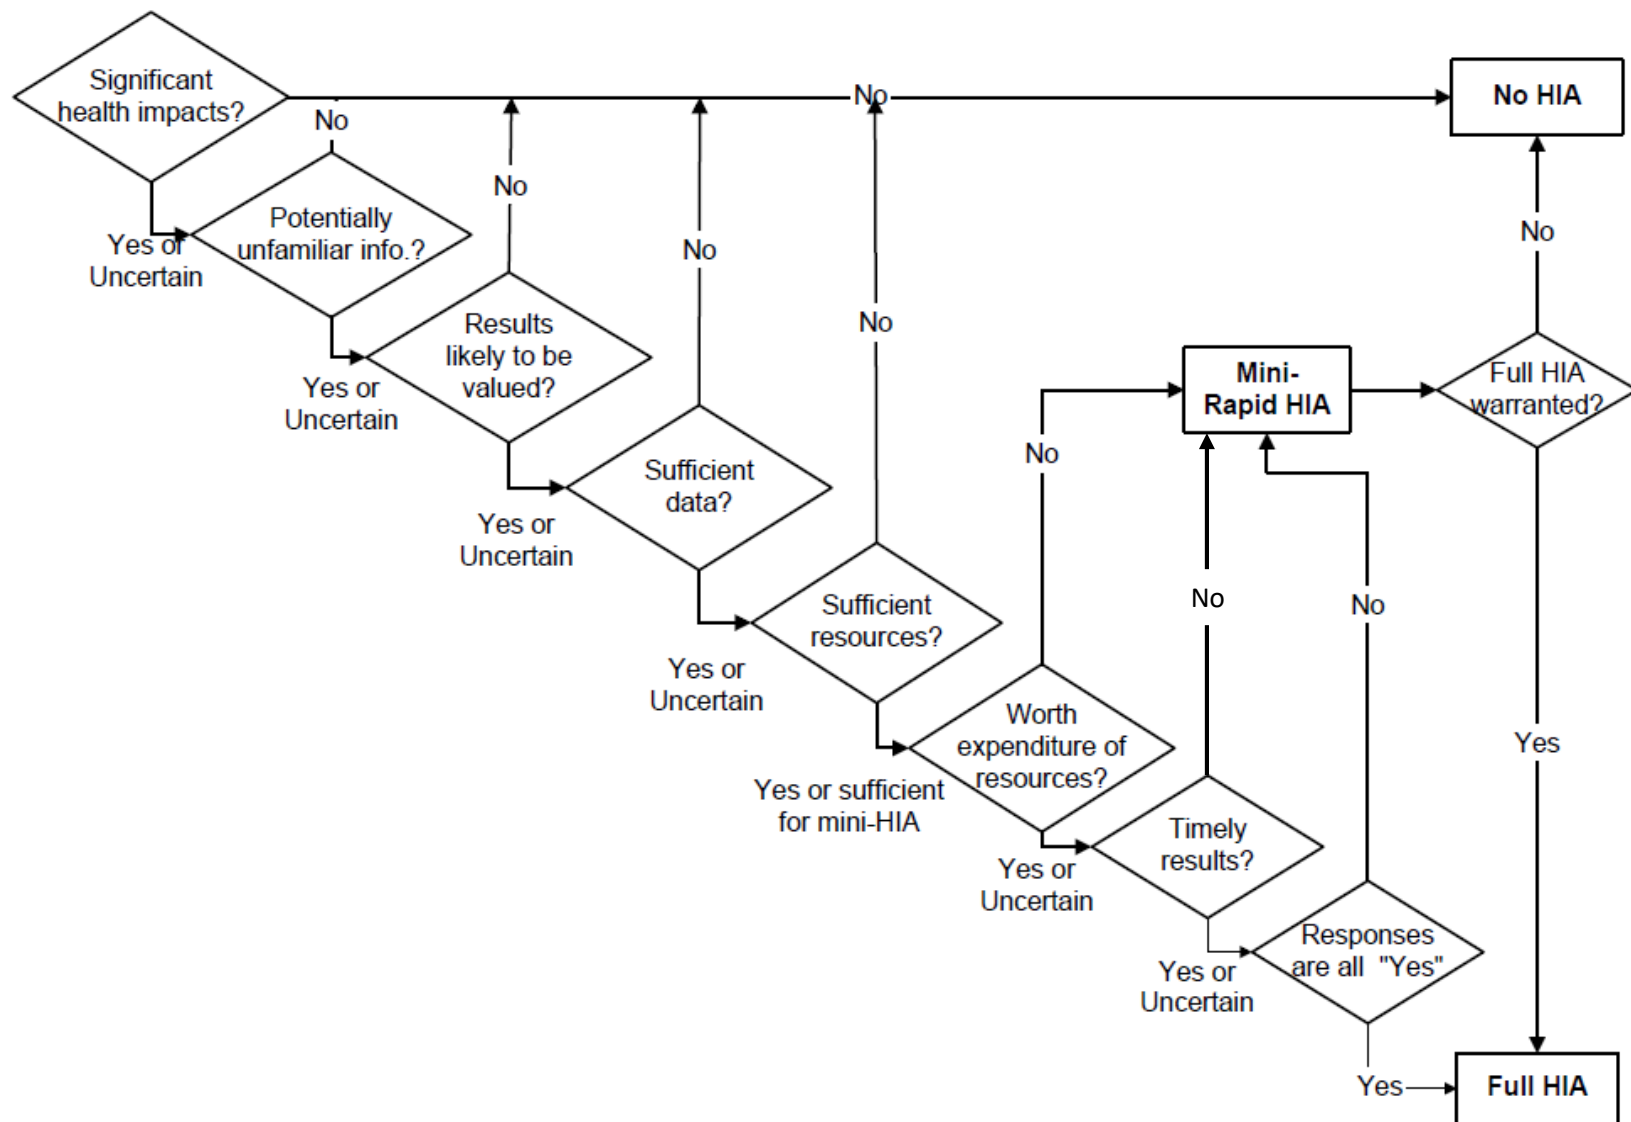 Significant
health impacts?
No
No HIA
No
No
Potentially
unfamiliar info.?
Yes or
Uncertain
No
No
Results
likely to be
valued?
No
Yes or
Uncertain
Mini-
Rapid HIA
Full HIA
warranted?
No
Sufficient
data?
Yes or
Uncertain
Sufficient
resources?
No
No
Yes or
Uncertain
Worth
expenditure of
resources?
Yes
Yes or sufficient
for mini-HIA
Timely
results?
Yes or
Uncertain
Responses
are all "Yes"
Yes or
Uncertain
Yes
Full HIA